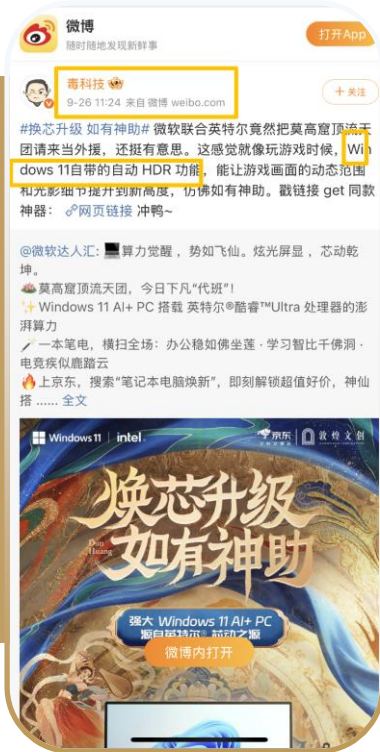 微博
随时随地发现新鲜事
打开App
毒科技
9-26 11:24 来自 微博 weibo.com
+关注
#换芯升级 如有神助# 微软联合英特尔竟然把莫高窟顶流天
团请来当外援，还挺有意思。这感觉就像玩游戏时候，Win
dows 11自带的自动 HDR 功能，能让游戏画面的动态范围
和光影细节提升到新高度，仿佛有神助。戳链接 get 同款
神器： 网页链接 冲鸭~
@微软达人汇: 💻算力觉醒，势如飞仙。炫光屏显，芯动乾
坤。
🪷莫高窟顶流天团，今日下凡“代班”！
✨Windows 11 AI+ PC 搭载 英特尔®酷睿™Ultra 处理器的澎
湃算力
🪄一本笔电，横扫全场：办公稳如佛坐莲 · 学习智比千佛洞 ·
电竞疾似鹿踏云
🔥上京东，搜索“笔记本电脑焕新”，即刻解锁超值好价，神仙
搭 ...... 全文
Windows 11 | intel.
京东 | 敦煌文创
焕芯升级
Dun
Huang
如有神助
强大 Windows 11 AI+ PC
源自英特尔® 芯动之源
微博内打开